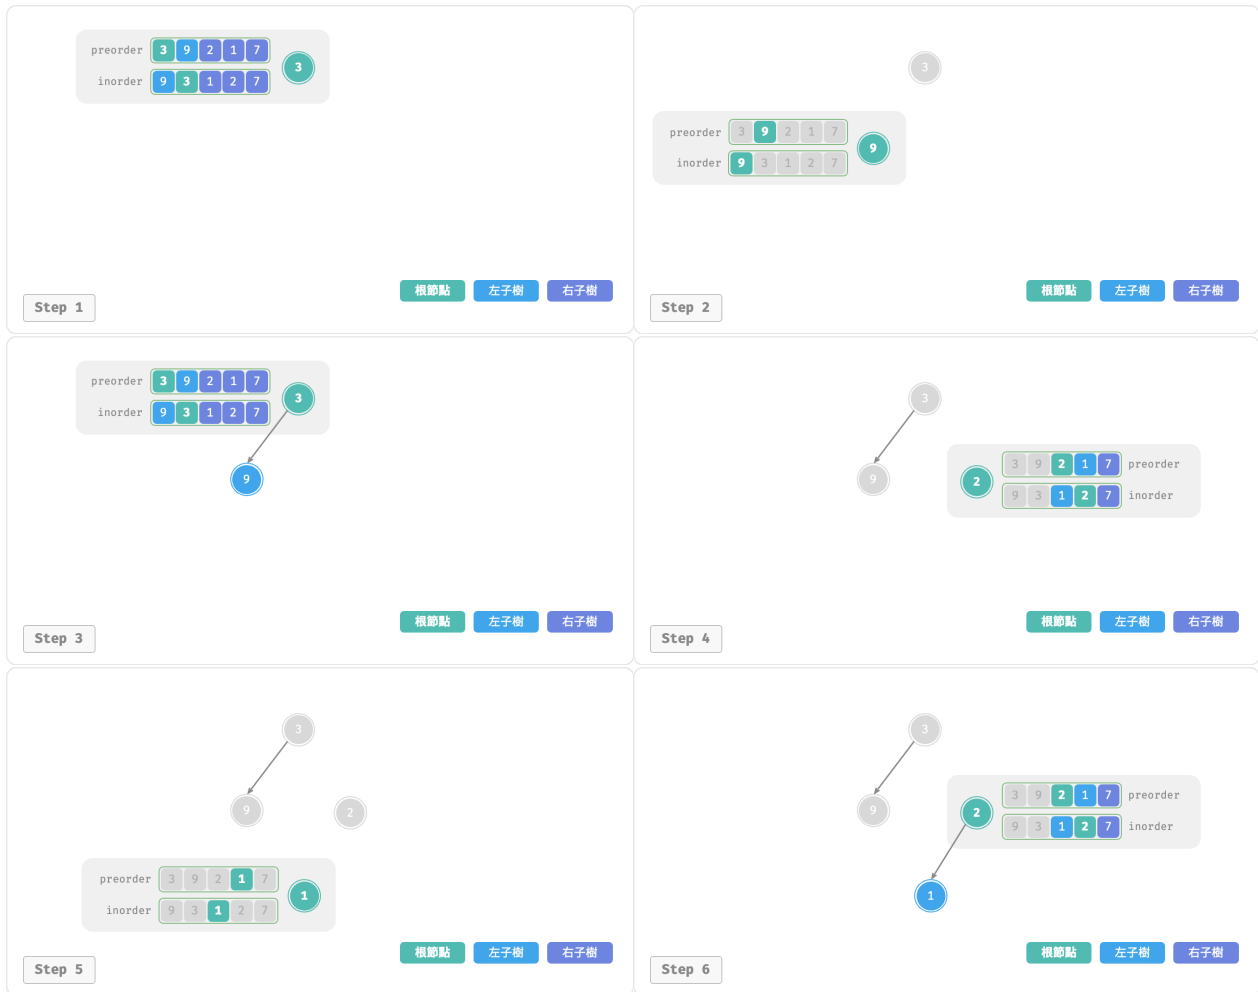 preorder 3 9 2 1 7
3
inorder 9 3 1 2 7
根節點 左子樹 右子樹
Step 1
3
preorder 3 9 2 1 7
9
inorder 9 3 1 2 7
根節點 左子樹 右子樹
Step 2
preorder 3 9 2 1 7
3
inorder 9 3 1 2 7
9
根節點 左子樹 右子樹
Step 3
3
3 9 2 1 7 preorder
9 2
9 3 1 2 7 inorder
根節點 左子樹 右子樹
Step 4
3
9 2
preorder 3 9 2 1 7
1
inorder 9 3 1 2 7
根節點 左子樹 右子樹
Step 5
3
3 9 2 1 7 preorder
9 2
9 3 1 2 7 inorder
1
根節點 左子樹 右子樹
Step 6